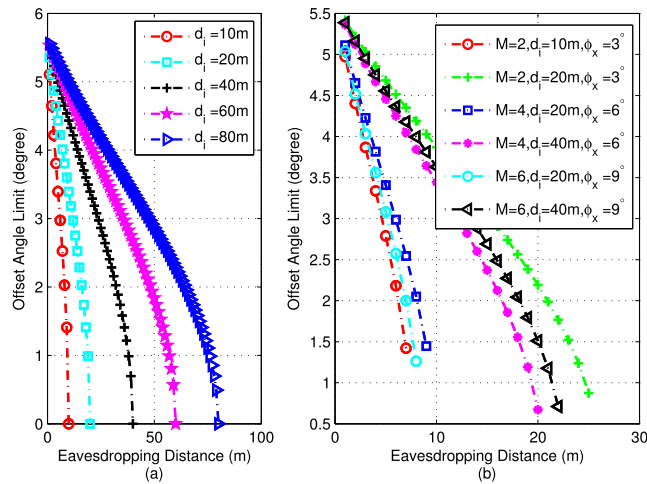 6
5
4
3
2
1
0
0
50
100
Offset Angle Limit (degree)
Eavesdropping Distance (m)
(a)
d_i =10m
d_i =20m
d_i =40m
d_i =60m
d_i =80m
5.5
5
4.5
4
3.5
3
2.5
2
1.5
1
0.5
0
10
20
30
Offset Angle Limit (degree)
Eavesdropping Distance (m)
(b)
M=2,d_i=10m,ϕ_x=3°
M=2,d_i=20m,ϕ_x=3°
M=4,d_i=20m,ϕ_x=6°
M=4,d_i=40m,ϕ_x=6°
M=6,d_i=20m,ϕ_x=9°
M=6,d_i=40m,ϕ_x=9°